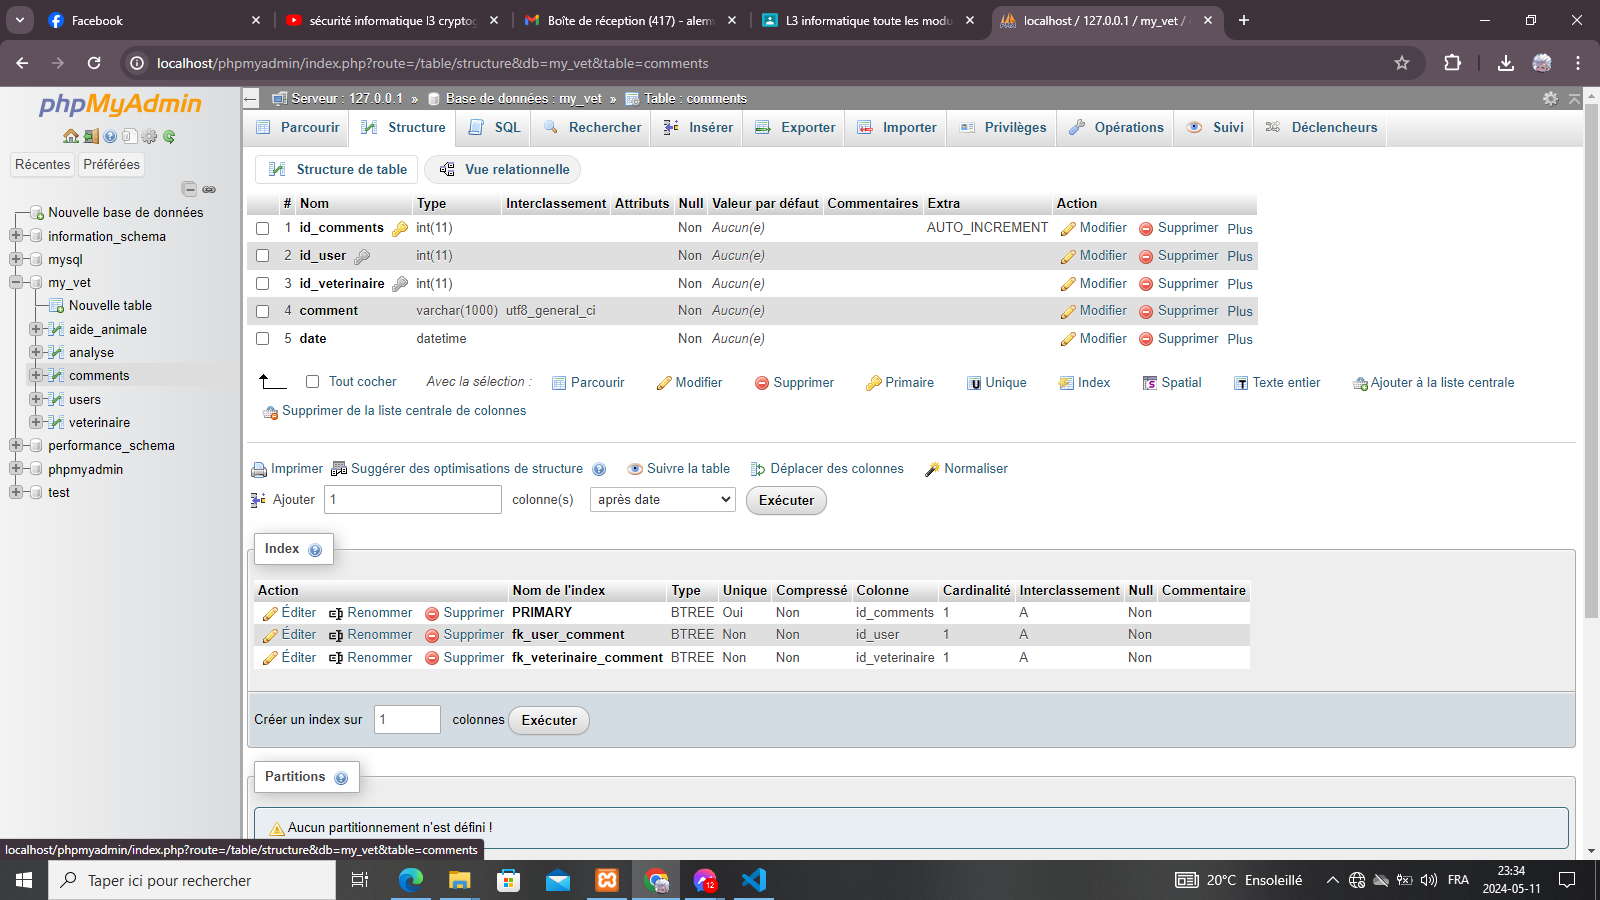 Facebook
sécurité informatique l3 cryptog
Boîte de réception (417) - alem
L3 informatique toute les modu
localhost / 127.0.0.1 / my_vet /
localhost/phpmyadmin/index.php?route=/table/structure&db=my_vet&table=comments
phpMyAdmin
Récentes
Préférées
Nouvelle base de données
information_schema
mysql
my_vet
Nouvelle table
aide_animale
analyse
comments
users
veterinaire
performance_schema
phpmyadmin
test
Serveur : 127.0.0.1 » Base de données : my_vet » Table : comments
Parcourir Structure SQL Rechercher Insérer Exporter Importer Privilèges Opérations Suivi Déclencheurs
Structure de table Vue relationnelle
# Nom Type Interclassement Attributs Null Valeur par défaut Commentaires Extra Action
1 id_comments int(11) Non Aucun(e) AUTO_INCREMENT Modifier Supprimer Plus
2 id_user int(11) Non Aucun(e) Modifier Supprimer Plus
3 id_veterinaire int(11) Non Aucun(e) Modifier Supprimer Plus
4 comment varchar(1000) utf8_general_ci Non Aucun(e) Modifier Supprimer Plus
5 date datetime Non Aucun(e) Modifier Supprimer Plus
Tout cocher Avec la sélection : Parcourir Modifier Supprimer Primaire Unique Index Spatial Texte entier Ajouter à la liste centrale
Supprimer de la liste centrale de colonnes
Imprimer Suggérer des optimisations de structure Suivre la table Déplacer des colonnes Normaliser
Ajouter 1 colonne(s) après date Exécuter
Index
Action Nom de l'index Type Unique Compressé Colonne Cardinalité Interclassement Null Commentaire
Éditer Renommer Supprimer PRIMARY BTREE Oui Non id_comments 1 A Non
Éditer Renommer Supprimer fk_user_comment BTREE Non Non id_user 1 A Non
Éditer Renommer Supprimer fk_veterinaire_comment BTREE Non Non id_veterinaire 1 A Non
Créer un index sur 1 colonnes Exécuter
Partitions
Aucun partitionnement n'est défini !
localhost/phpmyadmin/index.php?route=/table/structure&db=my_vet&table=comments
Taper ici pour rechercher
12
20°C Ensoleillé
FRA
23:34
2024-05-11